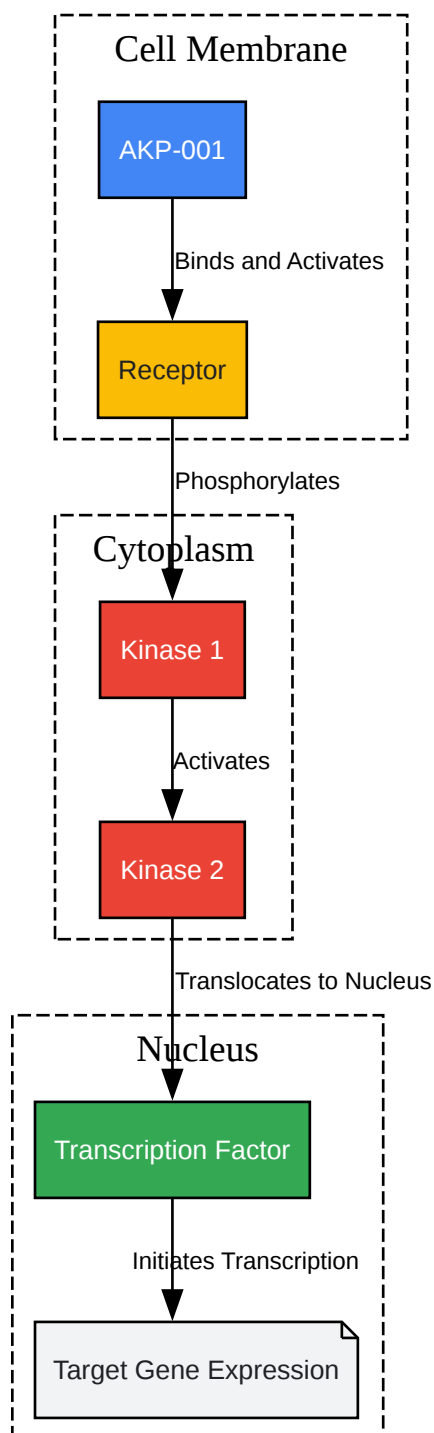 Cell Membrane
AKP-001
Binds and Activates
Receptor
Phosphorylates
Cytoplasm
Kinase 1
Activates
Kinase 2
Translocates to Nucleus
Nucleus
Transcription Factor
Initiates Transcription
Target Gene Expression